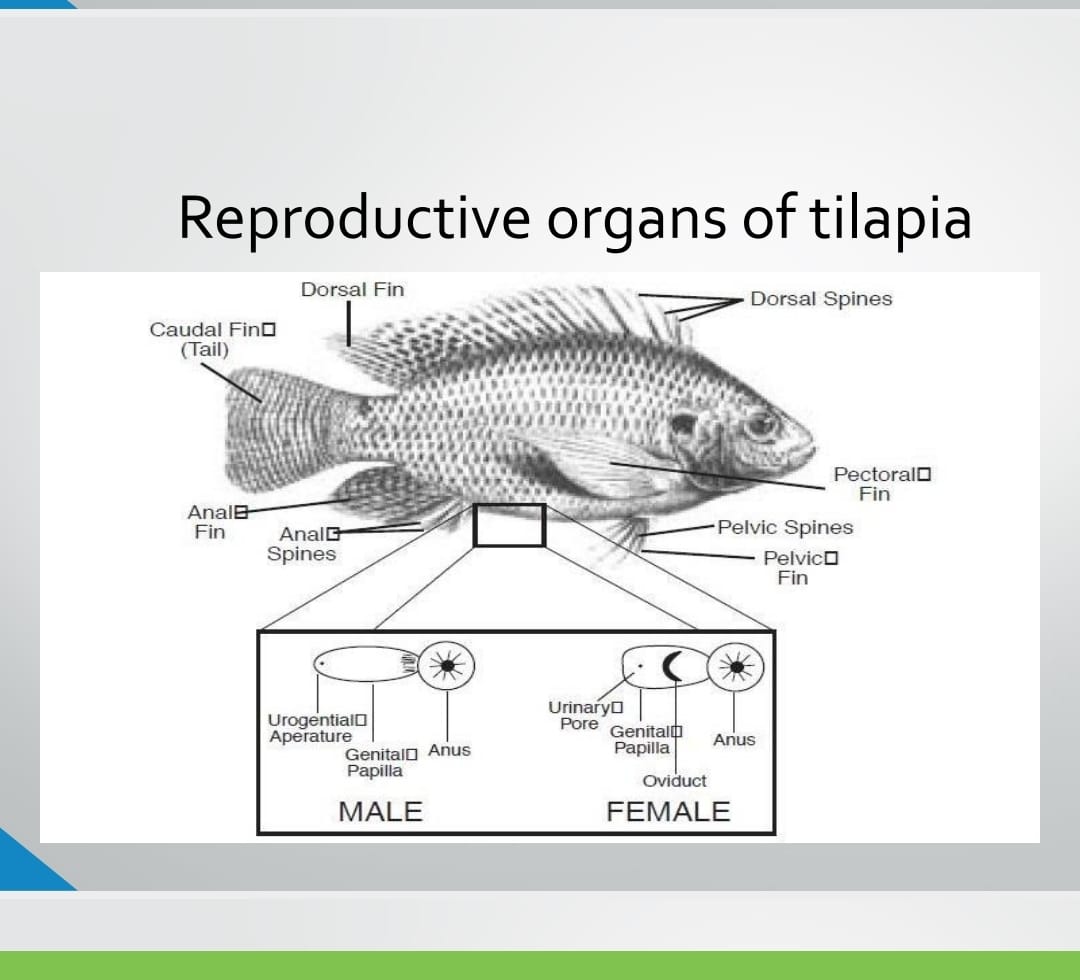 Reproductive organs of tilapia
Dorsal Fin
Dorsal Spines
Caudal Fin□
(Tail)
Pectoral□
Fin
Anal□
Fin
Anal□
Spines
Pelvic Spines
Pelvic□
Fin
Urogential□
Aperature
Genital□
Papilla
Anus
MALE
Urinary□
Pore
Genital□
Papilla
Oviduct
Anus
FEMALE